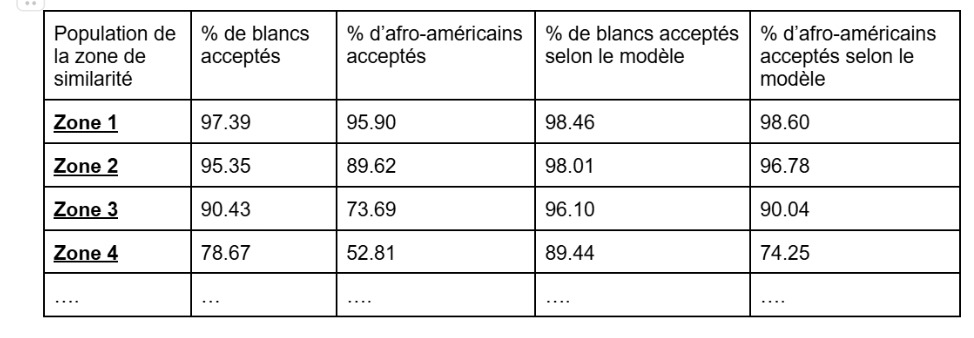 Population de la zone de similarité | % de blancs acceptés | % d'afro-américains acceptés | % de blancs acceptés selon le modèle | % d'afro-américains acceptés selon le modèle
Zone 1 | 97.39 | 95.90 | 98.46 | 98.60
Zone 2 | 95.35 | 89.62 | 98.01 | 96.78
Zone 3 | 90.43 | 73.69 | 96.10 | 90.04
Zone 4 | 78.67 | 52.81 | 89.44 | 74.25
…. | … | …. | …. | ….